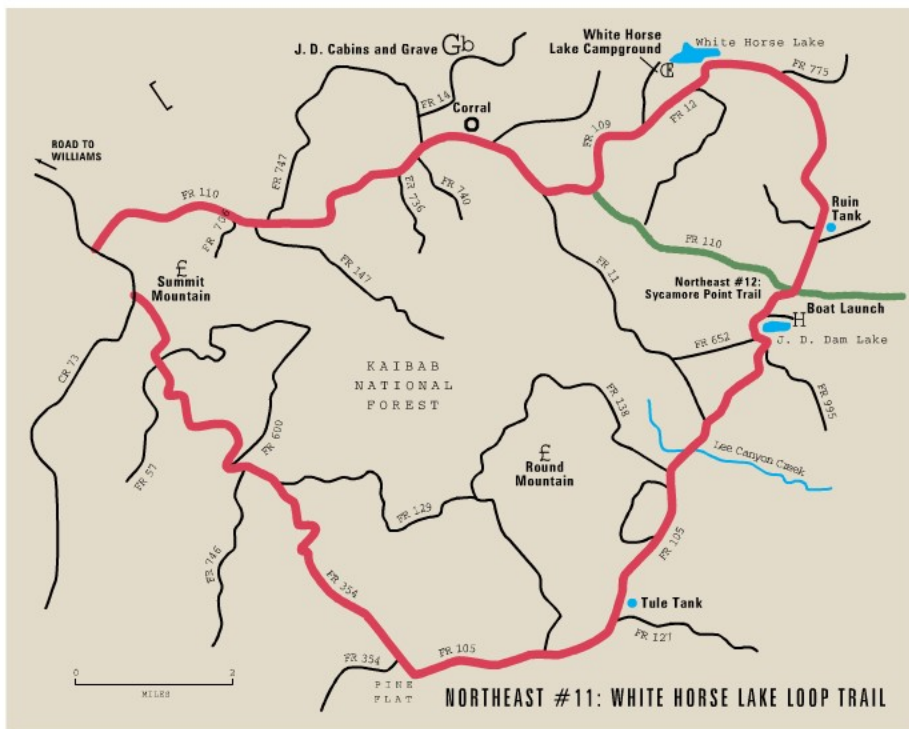 J. D. Cabins and Grave Gb
White Horse
Lake Campground
White Horse Lake
FR 775
FR 14
Corral
FR 109
FR 12
ROAD TO
WILLIAMS
FR 747
FR 110
FR 706
FR 736
FR 740
Ruin
Tank
FR 110
FR 147
FR 11
£
Summit
Mountain
Northeast #12:
Sycamore Point Trail
H Boat Launch
J. D. Dam Lake
FR 652
CR 73
KAIBAB
NATIONAL
FOREST
FR 138
FR 995
FR 600
FR 57
£
Round
Mountain
Lee Canyon Creek
FR 129
FR 746
FR 105
FR 354
Tule Tank
FR 105
FR 354
PINE
FLAT
0 2
MILES
NORTHEAST #11: WHITE HORSE LAKE LOOP TRAIL